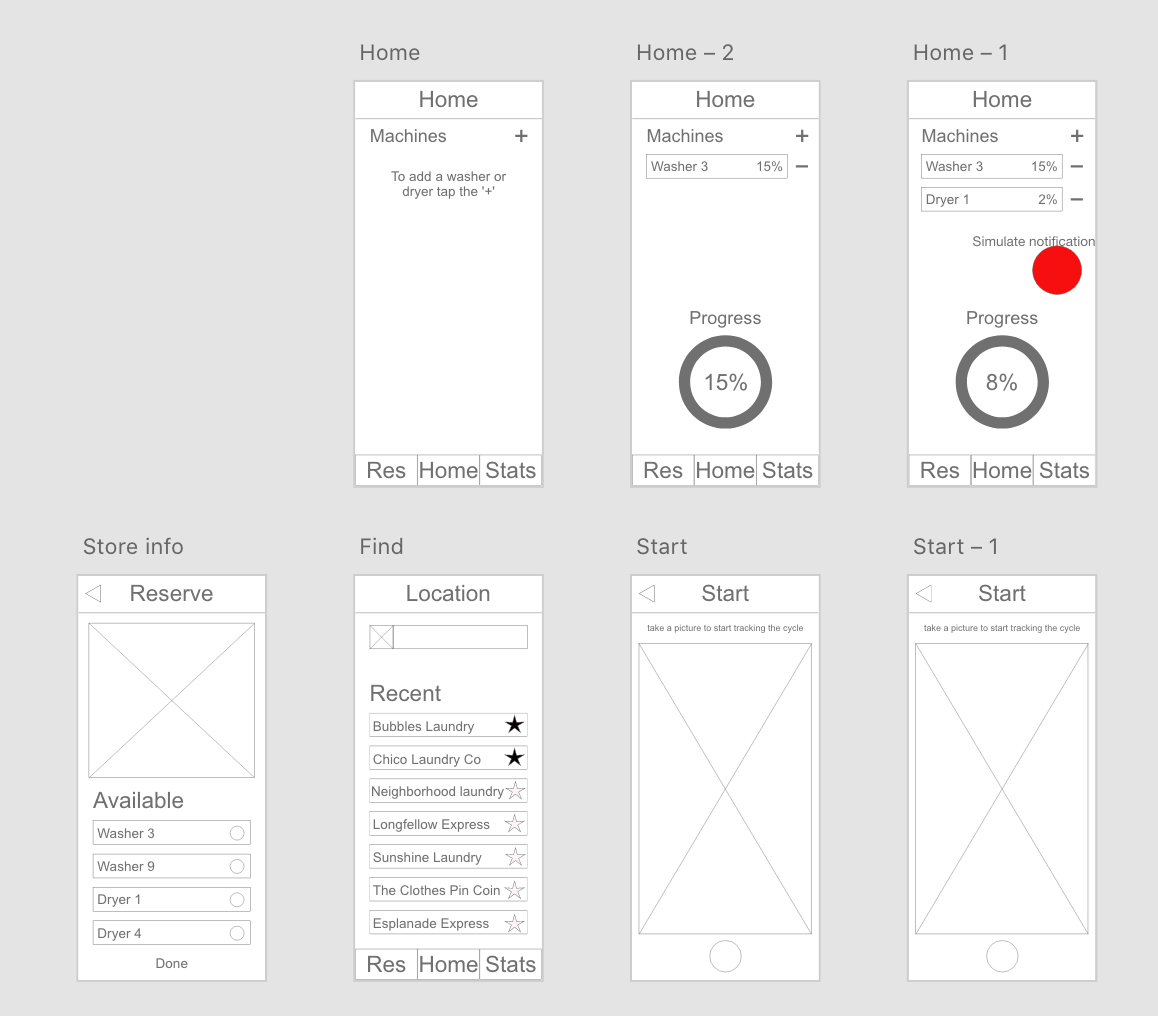 Home
Home – 2
Home – 1
Home
Machines +
To add a washer or
dryer tap the '+'
Res Home Stats
Home
Machines +
Washer 3 15% −
Progress
15%
Res Home Stats
Home
Machines +
Washer 3 15% −
Dryer 1 2% −
Simulate notification
Progress
8%
Res Home Stats
Store info
Find
Start
Start – 1
Reserve
Available
Washer 3
Washer 9
Dryer 1
Dryer 4
Done
Location
Recent
Bubbles Laundry
Chico Laundry Co
Neighborhood laundry
Longfellow Express
Sunshine Laundry
The Clothes Pin Coin
Esplanade Express
Res Home Stats
Start
take a picture to start tracking the cycle
Start
take a picture to start tracking the cycle